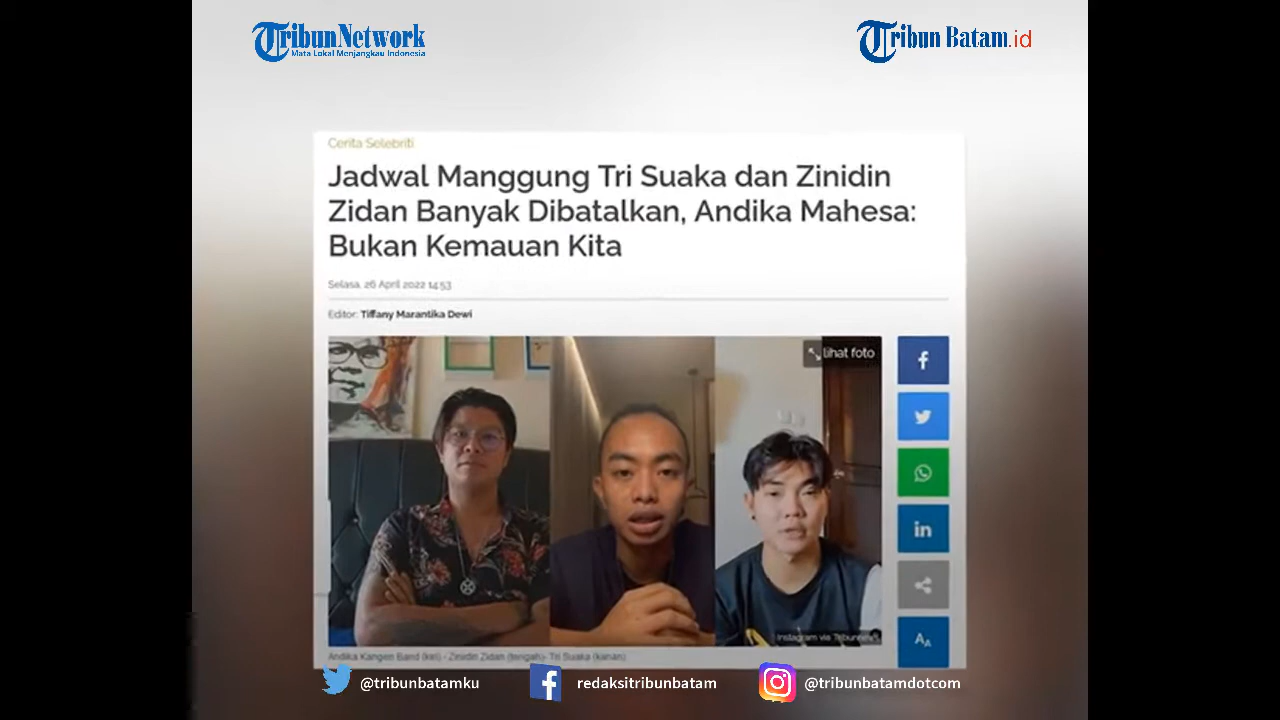 TribunNetwork
Mata Lokal Menjangkau Indonesia
Tribun Batam.id
Cerita Selebriti
Jadwal Manggung Tri Suaka dan Zinidin
Zidan Banyak Dibatalkan, Andika Mahesa:
Bukan Kemauan Kita
Selasa, 26 April 2022 14:53
Editor: Tiffany Marantika Dewi
lihat foto
f
in
AA
Instagram via Tribunnews
Andika Kangen Band (kiri) - Zinidin Zidan (tengah)- Tri Suaka (kanan)
@tribunbatamku
f
redaksitribunbatam
@tribunbatamdotcom